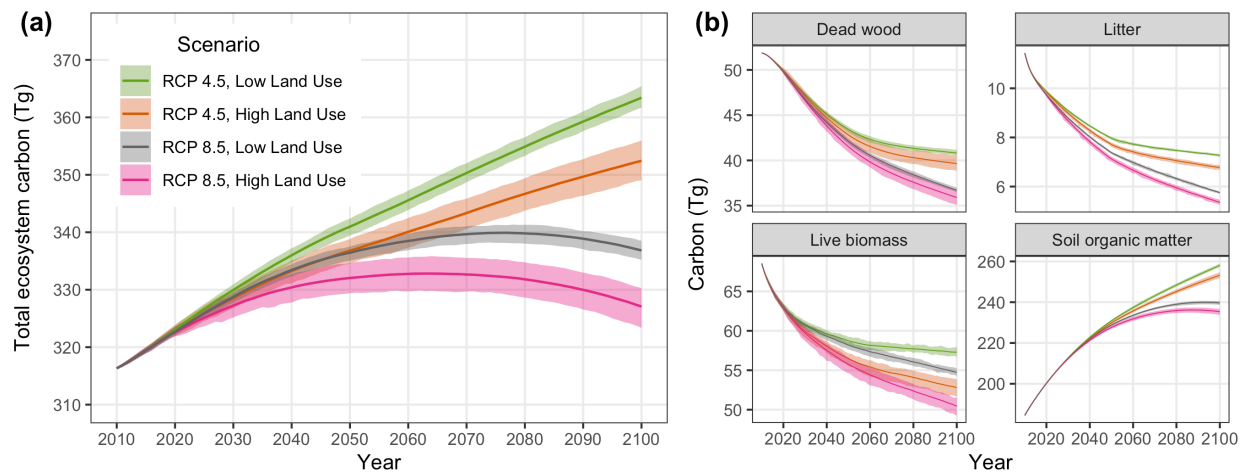 (a)
Total ecosystem carbon (Tg)
370
360
350
340
330
320
310
Scenario
RCP 4.5, Low Land Use
RCP 4.5, High Land Use
RCP 8.5, Low Land Use
RCP 8.5, High Land Use
2010 2020 2030 2040 2050 2060 2070 2080 2090 2100
Year
(b)
Carbon (Tg)
Dead wood
50
45
40
35
Litter
10
8
6
Live biomass
65
60
55
50
2020 2040 2060 2080 2100
Soil organic matter
260
240
220
200
2020 2040 2060 2080 2100
Year